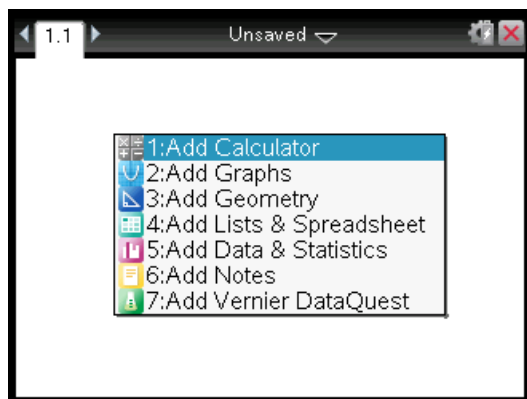 1.1 Unsaved
1:Add Calculator
2:Add Graphs
3:Add Geometry
4:Add Lists & Spreadsheet
5:Add Data & Statistics
6:Add Notes
7:Add Vernier DataQuest